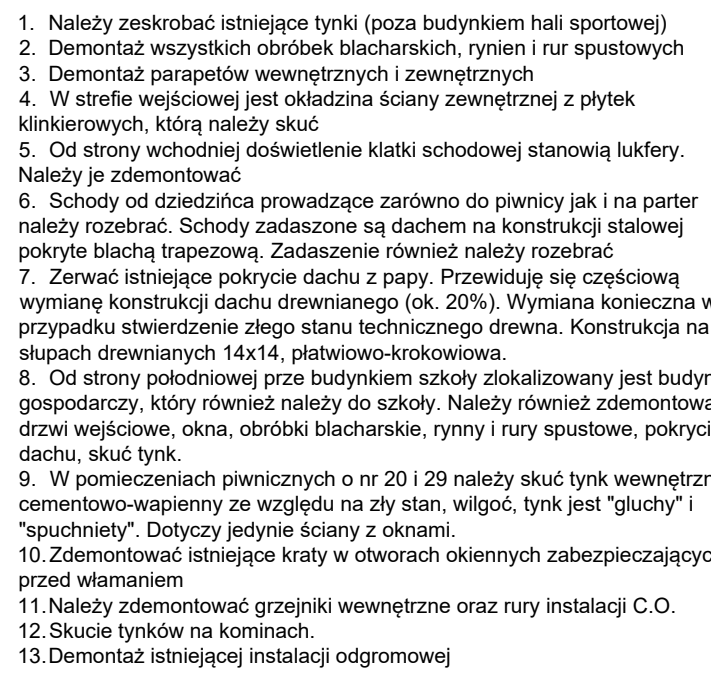 1. Należy zeskrobać istniejące tynki (poza budynkiem hali sportowej)
2. Demontaż wszystkich obróbek blacharskich, rynien i rur spustowych
3. Demontaż parapetów wewnętrznych i zewnętrznych
4. W strefie wejściowej jest okładzina ściany zewnętrznej z płytek
klinkierowych, którą należy skuć
5. Od strony wchodniej doświetlenie klatki schodowej stanowią lukfery.
Należy je zdemontować
6. Schody od dziedzińca prowadzące zarówno do piwnicy jak i na parter
należy rozebrać. Schody zadaszone są dachem na konstrukcji stalowej
pokryte blachą trapezową. Zadaszenie również należy rozebrać
7. Zerwać istniejące pokrycie dachu z papy. Przewiduję się częściową
wymianę konstrukcji dachu drewnianego (ok. 20%). Wymiana konieczna w
przypadku stwierdzenie złego stanu technicznego drewna. Konstrukcja na
słupach drewnianych 14x14, płatwiowo-krokowiowa.
8. Od strony połodniowej prze budynkiem szkoły zlokalizowany jest budyn
gospodarczy, który również należy do szkoły. Należy również zdemontowa
drzwi wejściowe, okna, obróbki blacharskie, rynny i rury spustowe, pokryci
dachu, skuć tynk.
9. W pomieczeniach piwnicznych o nr 20 i 29 należy skuć tynk wewnętrzn
cementowo-wapienny ze względu na zły stan, wilgoć, tynk jest "gluchy" i
"spuchniety". Dotyczy jedynie ściany z oknami.
10. Zdemontować istniejące kraty w otworach okiennych zabezpieczającyc
przed włamaniem
11. Należy zdemontować grzejniki wewnętrzne oraz rury instalacji C.O.
12. Skucie tynków na kominach.
13. Demontaż istniejącej instalacji odgromowej